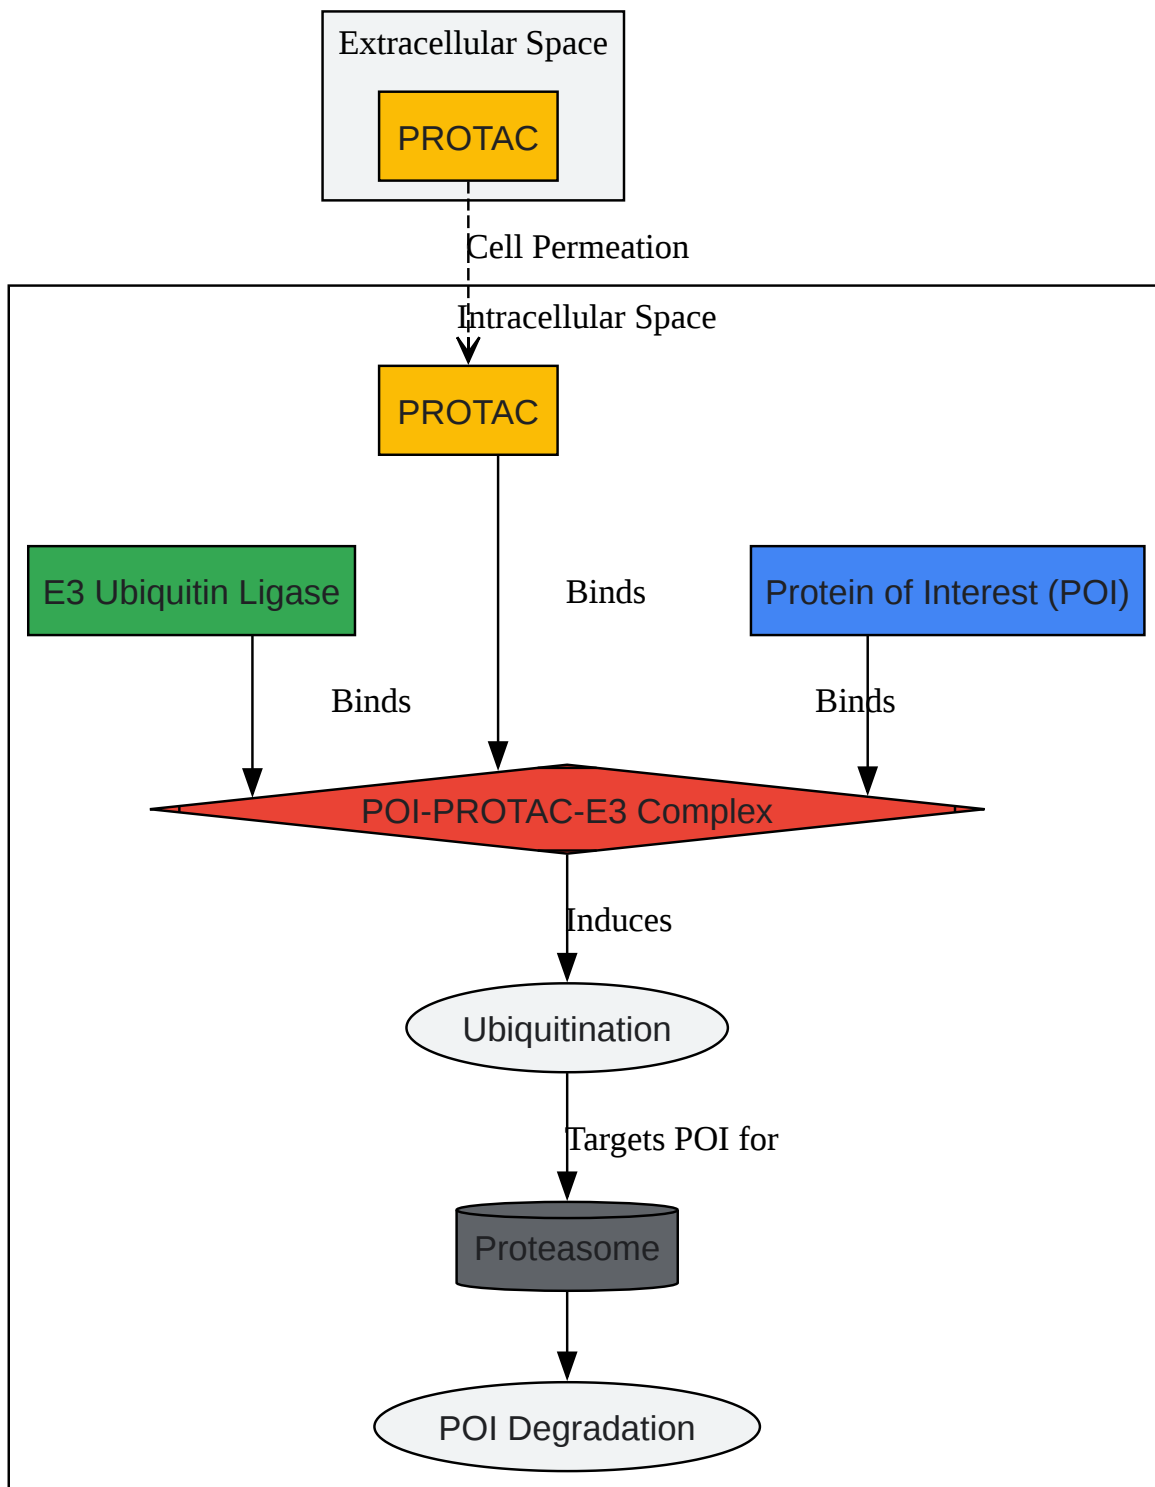 Extracellular Space
PROTAC
Cell Permeation
Intracellular Space
PROTAC
E3 Ubiquitin Ligase
Binds
Protein of Interest (POI)
Binds
Binds
POI-PROTAC-E3 Complex
Induces
Ubiquitination
Targets POI for
Proteasome
POI Degradation